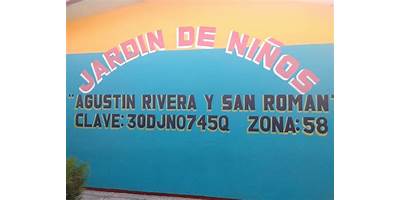 JARDIN DE NIÑOS
"AGUSTIN RIVERA Y SAN ROMAN"
CLAVE: 30DJN0745Q ZONA: 58